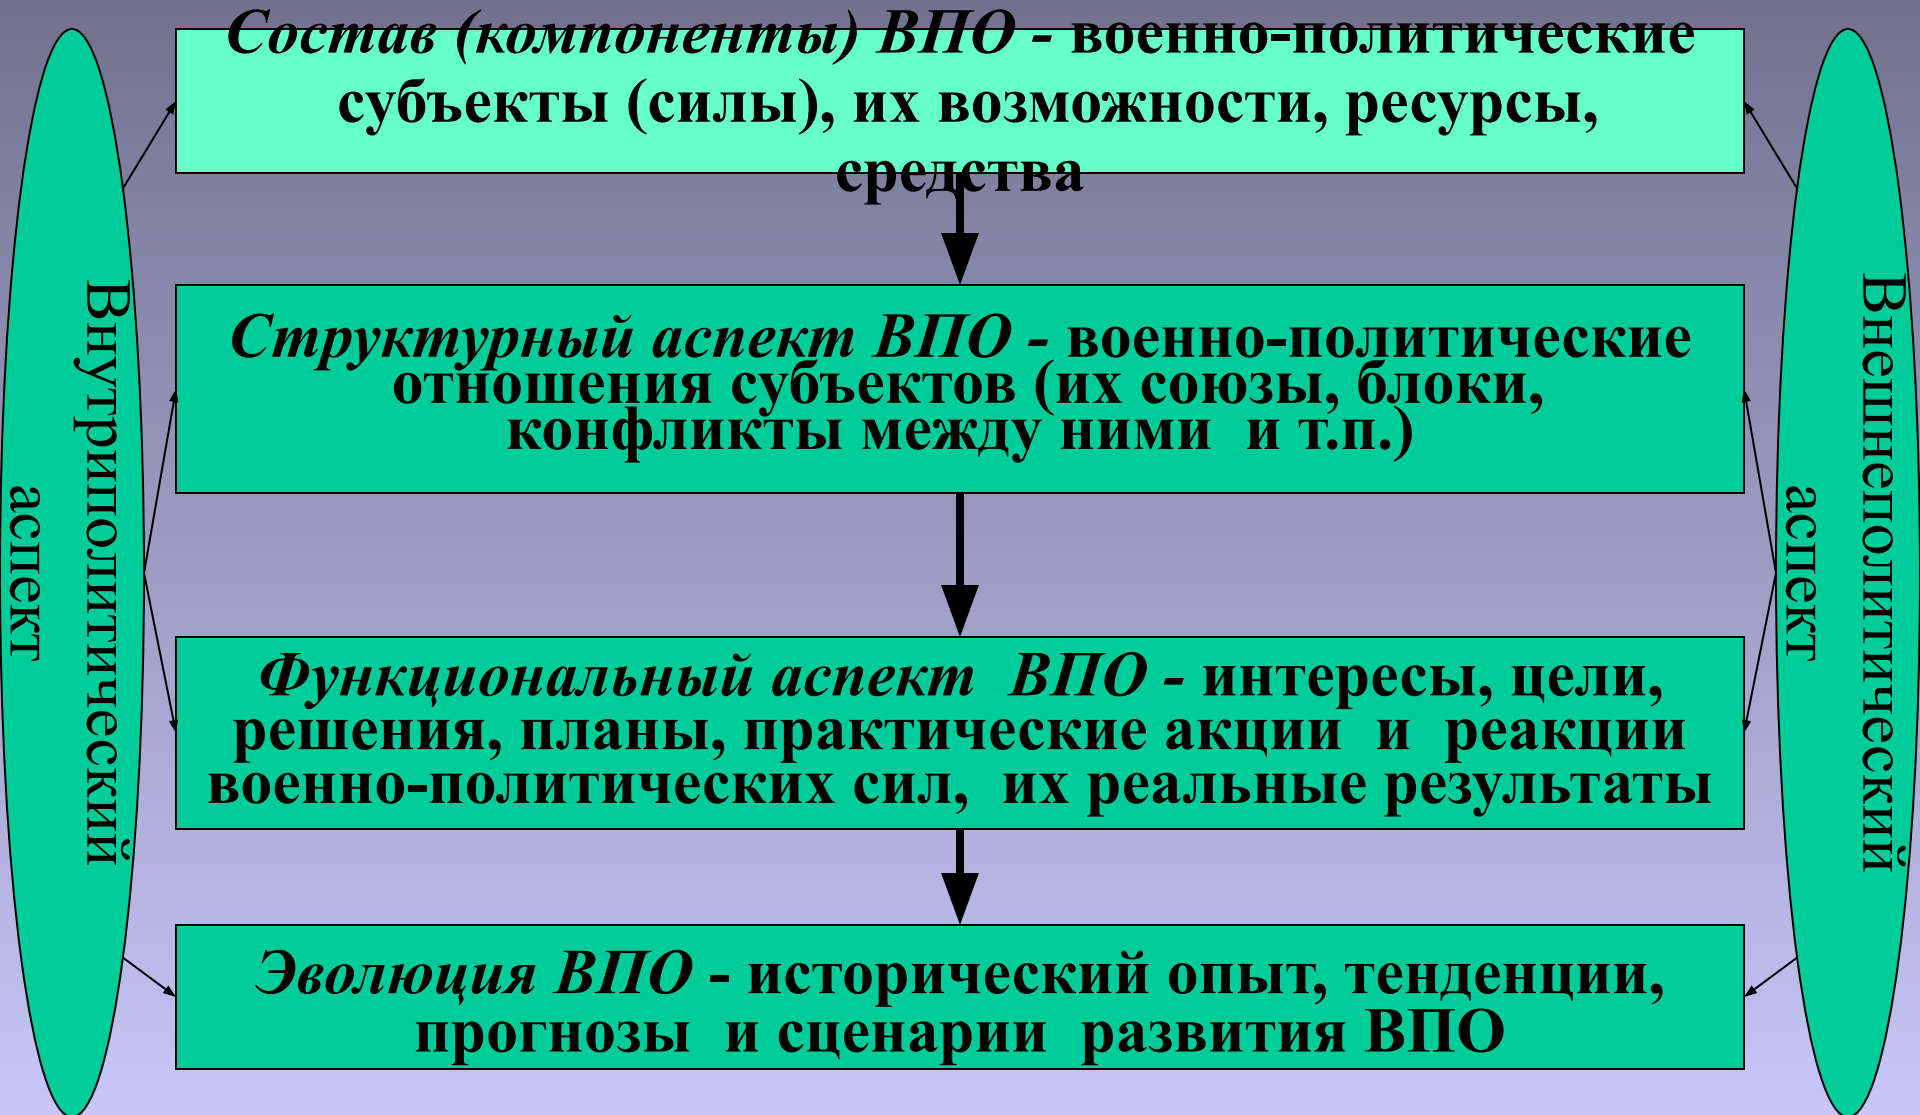 Состав (компоненты) ВПО - военно-политические
субъекты (силы), их возможности, ресурсы,
средства
Внутриполитический
аспект
Структурный аспект ВПО - военно-политические
отношения субъектов (их союзы, блоки,
конфликты между ними и т.п.)
Функциональный аспект ВПО - интересы, цели,
решения, планы, практические акции и реакции
военно-политических сил, их реальные результаты
Эволюция ВПО - исторический опыт, тенденции,
прогнозы и сценарии развития ВПО
Внешнеполитический
аспект